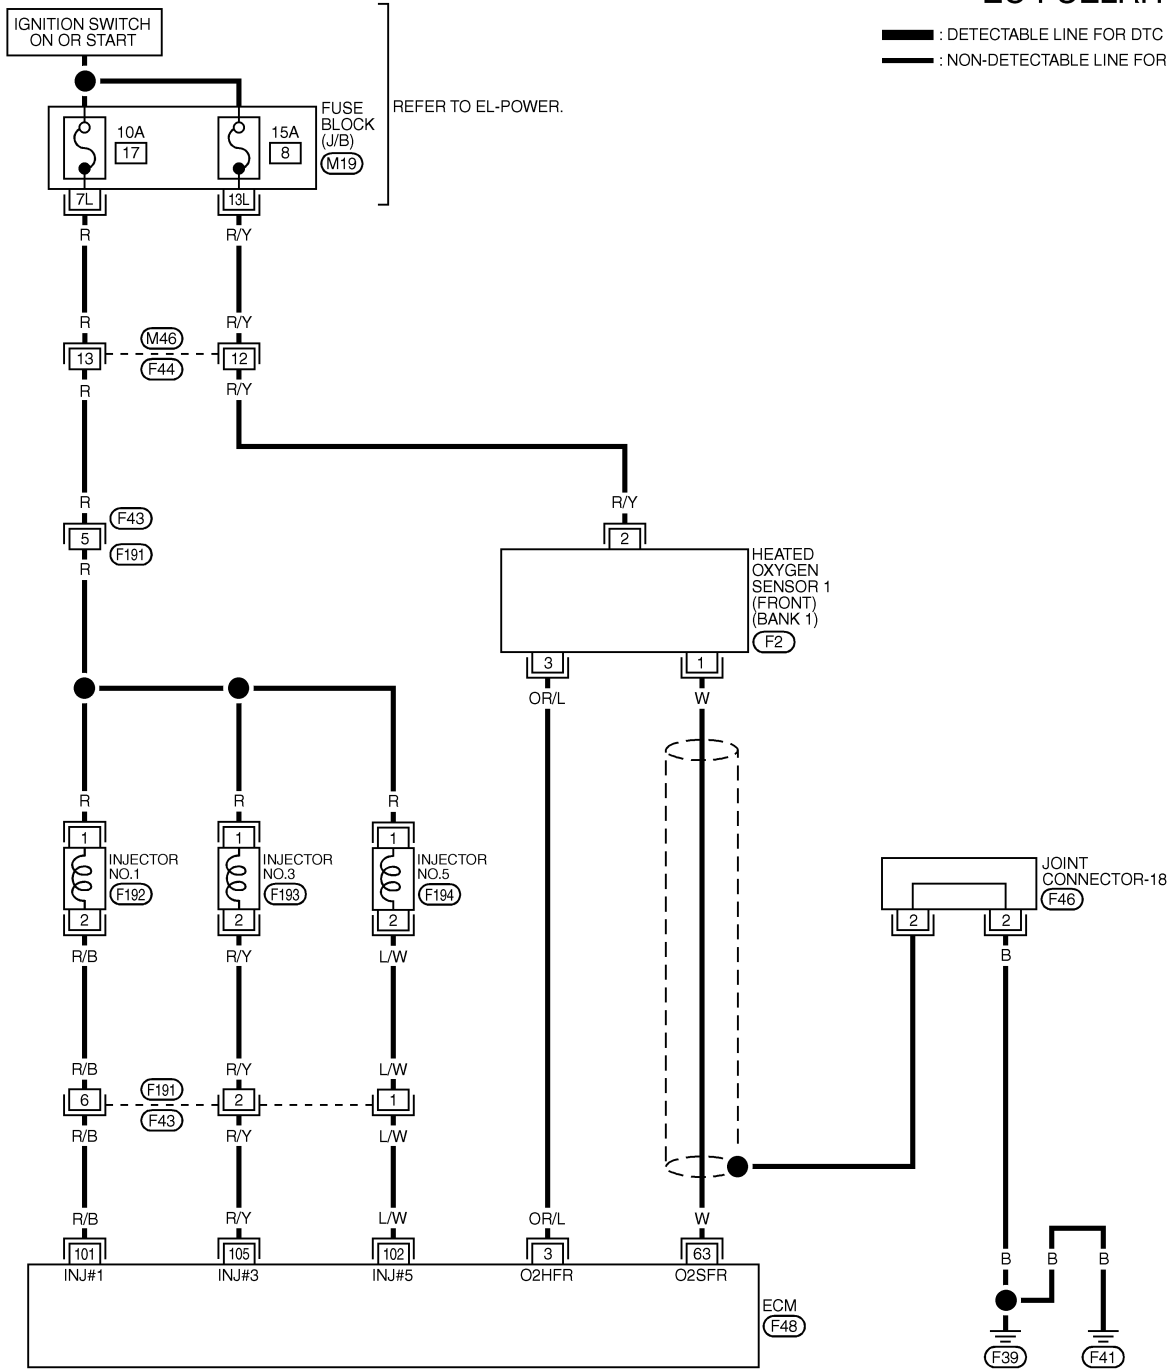 IGNITION SWITCH
ON OR START
: DETECTABLE LINE FOR DTC
: NON-DETECTABLE LINE FOR
REFER TO EL-POWER.
FUSE
BLOCK
(J/B)
M19
10A
17
15A
8
7L
13L
R
R/Y
R
R/Y
M46
13
12
F44
R
R/Y
R
R/Y
F43
5
2
F191
R
HEATED
OXYGEN
SENSOR 1
(FRONT)
(BANK 1)
F2
3
1
OR/L
W
R
R
R
1
1
1
INJECTOR
NO.1
F192
INJECTOR
NO.3
F193
INJECTOR
NO.5
F194
JOINT
CONNECTOR-18
F46
2
2
2
2
2
R/B
R/Y
L/W
B
R/B
R/Y
L/W
F191
6
2
1
F43
R/B
R/Y
L/W
R/B
R/Y
L/W
OR/L
W
101
105
102
3
63
INJ#1
INJ#3
INJ#5
O2HFR
O2SFR
B
B
B
ECM
F48
F39
F41